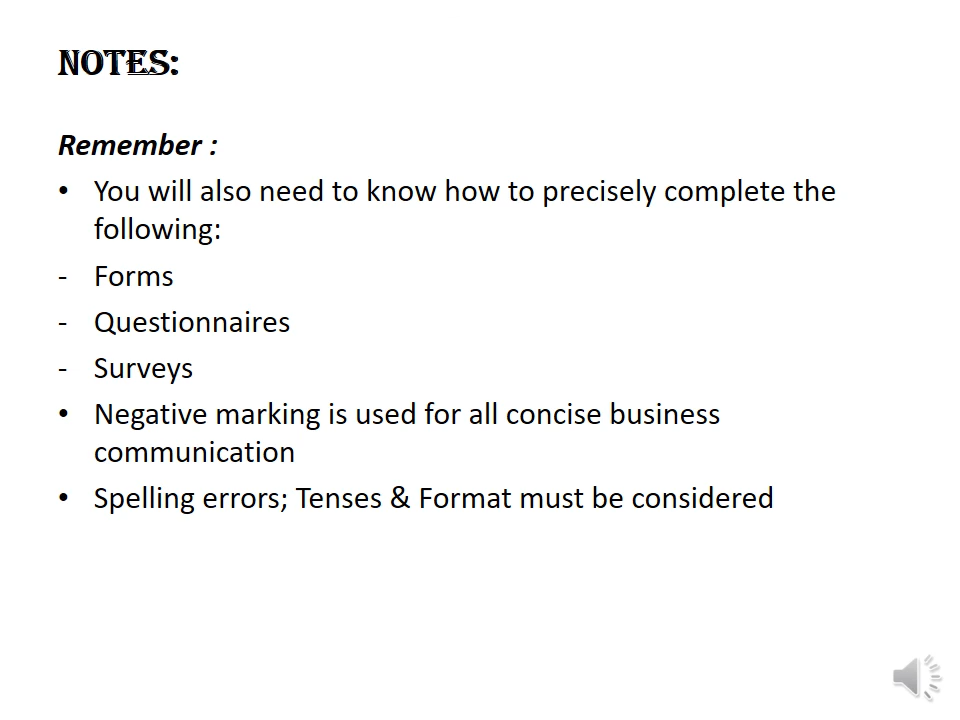 NOTES:
Remember :
• You will also need to know how to precisely complete the
following:
- Forms
- Questionnaires
- Surveys
• Negative marking is used for all concise business
communication
• Spelling errors; Tenses & Format must be considered